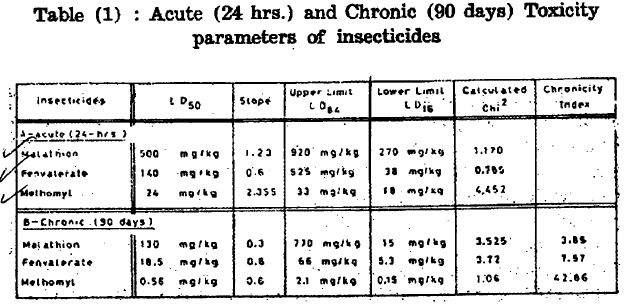 Table (1) : Acute (24 hrs.) and Chronic (90 days) Toxicity
parameters of insecticides
Insecticides L D50 Slope Upper Limit L D84 Lower Limit L D16 Calculated Chi2 Chronicity Index
A-acute (24-hrs)
Malathion 500 mg/kg 1.23 920 mg/kg 270 mg/kg 1.170
Fenvalerate 140 mg/kg 0.6 525 mg/kg 38 mg/kg 0.785
Methomyl 24 mg/kg 2.355 33 mg/kg 18 mg/kg 4.452
B-Chronic (90 days)
Malathion 130 mg/kg 0.3 770 mg/kg 15 mg/kg 3.525 3.85
Fenvalerate 18.5 mg/kg 0.6 66 mg/kg 5.3 mg/kg 3.72 7.57
Methomyl 0.56 mg/kg 0.6 2.1 mg/kg 0.15 mg/kg 1.06 42.86